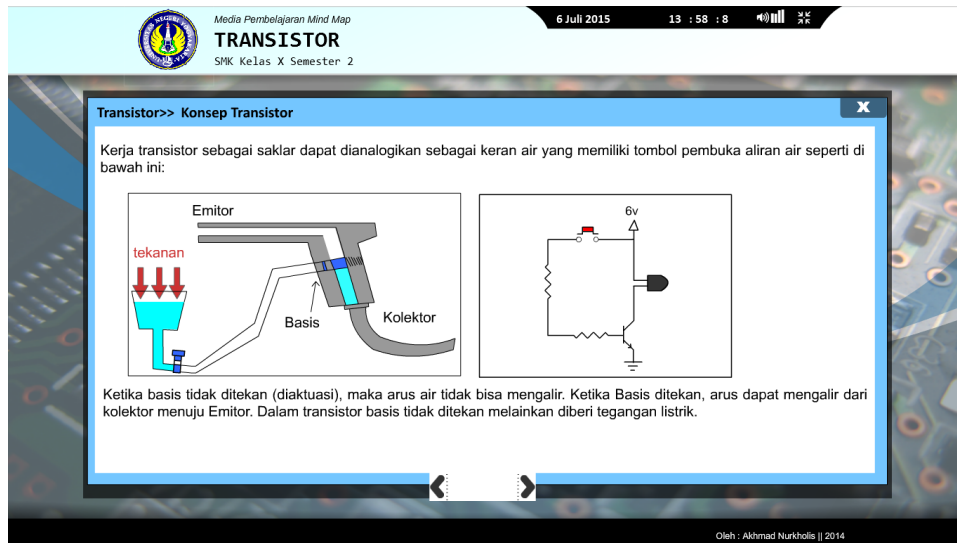 Media Pembelajaran Mind Map
TRANSISTOR
SMK Kelas X Semester 2
6 Juli 2015
13 : 58 : 8
Transistor>> Konsep Transistor
X
Kerja transistor sebagai saklar dapat dianalogikan sebagai keran air yang memiliki tombol pembuka aliran air seperti di
bawah ini:
Emitor
tekanan
Basis
Kolektor
6v
Ketika basis tidak ditekan (diaktuasi), maka arus air tidak bisa mengalir. Ketika Basis ditekan, arus dapat mengalir dari
kolektor menuju Emitor. Dalam transistor basis tidak ditekan melainkan diberi tegangan listrik.
Oleh : Akhmad Nurkholis || 2014